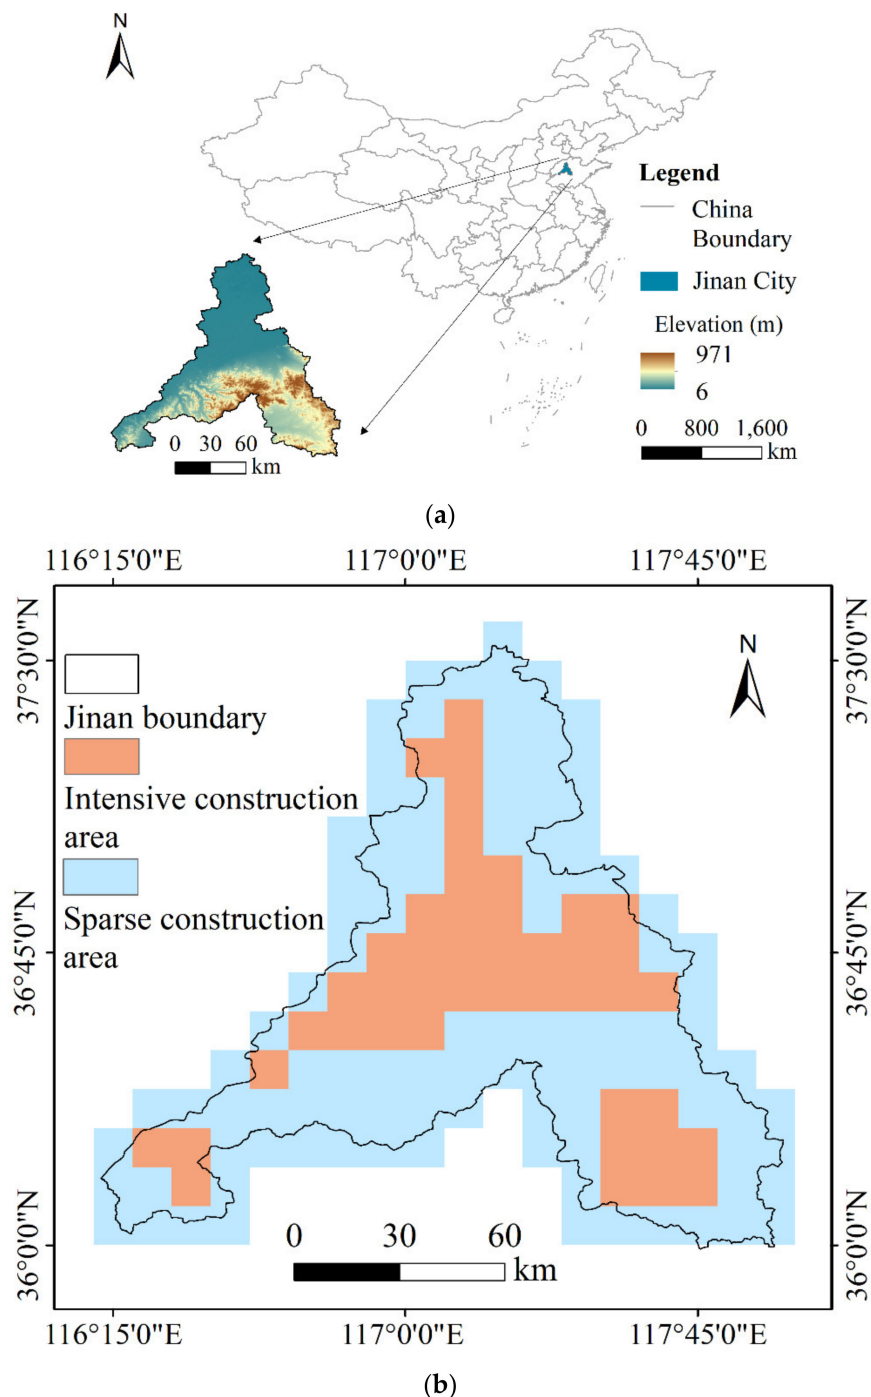 N
Legend
China
Boundary
Jinan City
Elevation (m)
971
6
0 800 1,600
km
0 30 60
km
(a)
116°15'0"E 117°0'0"E 117°45'0"E
37°30'0"N
37°30'0"N
N
Jinan boundary
Intensive construction
area
Sparse construction
area
36°45'0"N
36°45'0"N
36°0'0"N
36°0'0"N
0 30 60
km
116°15'0"E 117°0'0"E 117°45'0"E
(b)